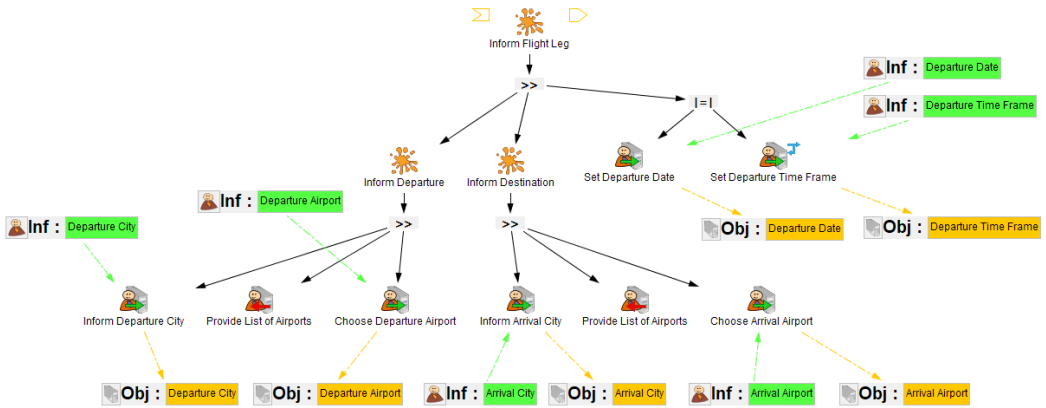 Inform Flight Leg
>>
Inf : Departure Date
|=|
Inf : Departure Time Frame
Inform Departure
Inform Destination
Set Departure Date
Set Departure Time Frame
Inf : Departure Airport
Inf : Departure City
>>
>>
Obj : Departure Date
Obj : Departure Time Frame
Inform Departure City
Provide List of Airports
Choose Departure Airport
Inform Arrival City
Provide List of Airports
Choose Arrival Airport
Obj : Departure City
Obj : Departure Airport
Inf : Arrival City
Obj : Arrival City
Inf : Arrival Airport
Obj : Arrival Airport